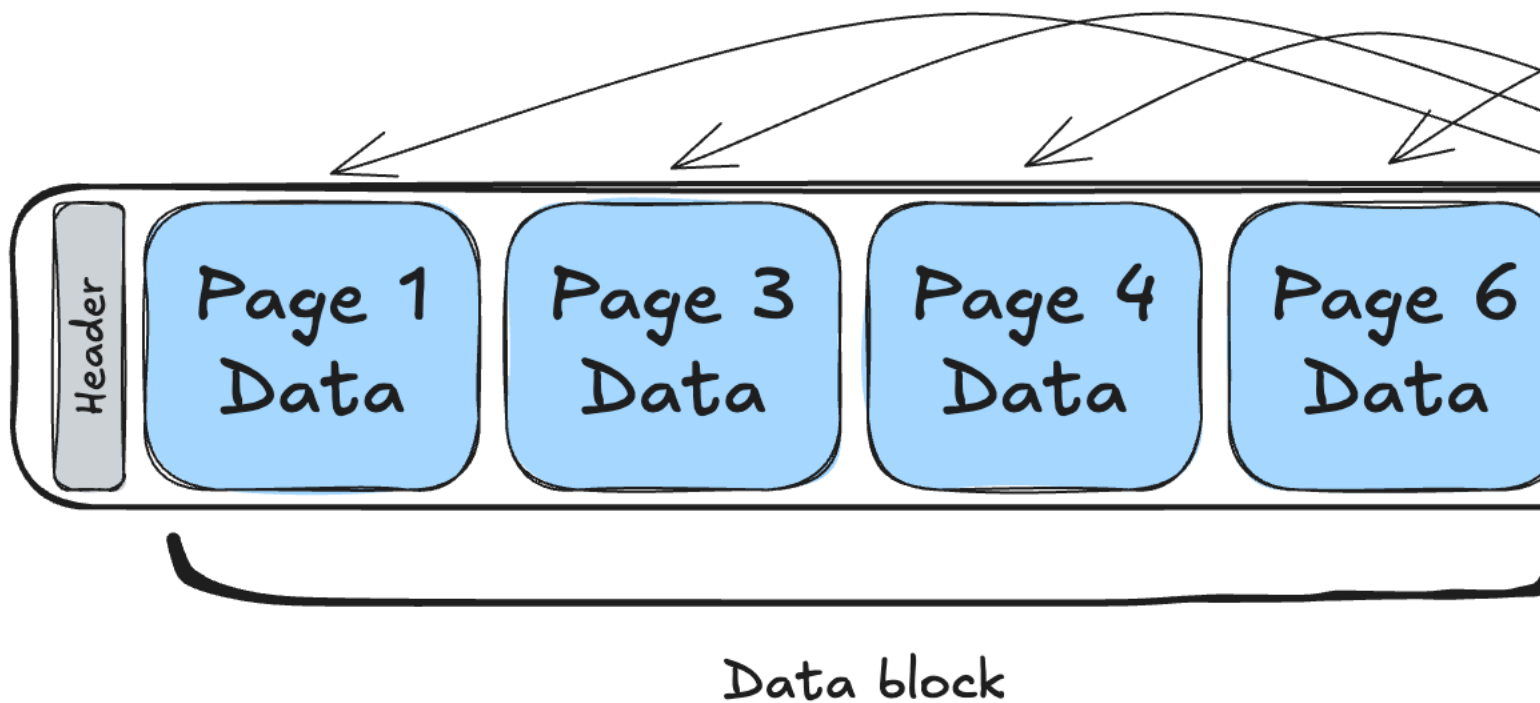 Header
Page 1
Data
Page 3
Data
Page 4
Data
Page 6
Data
Data block